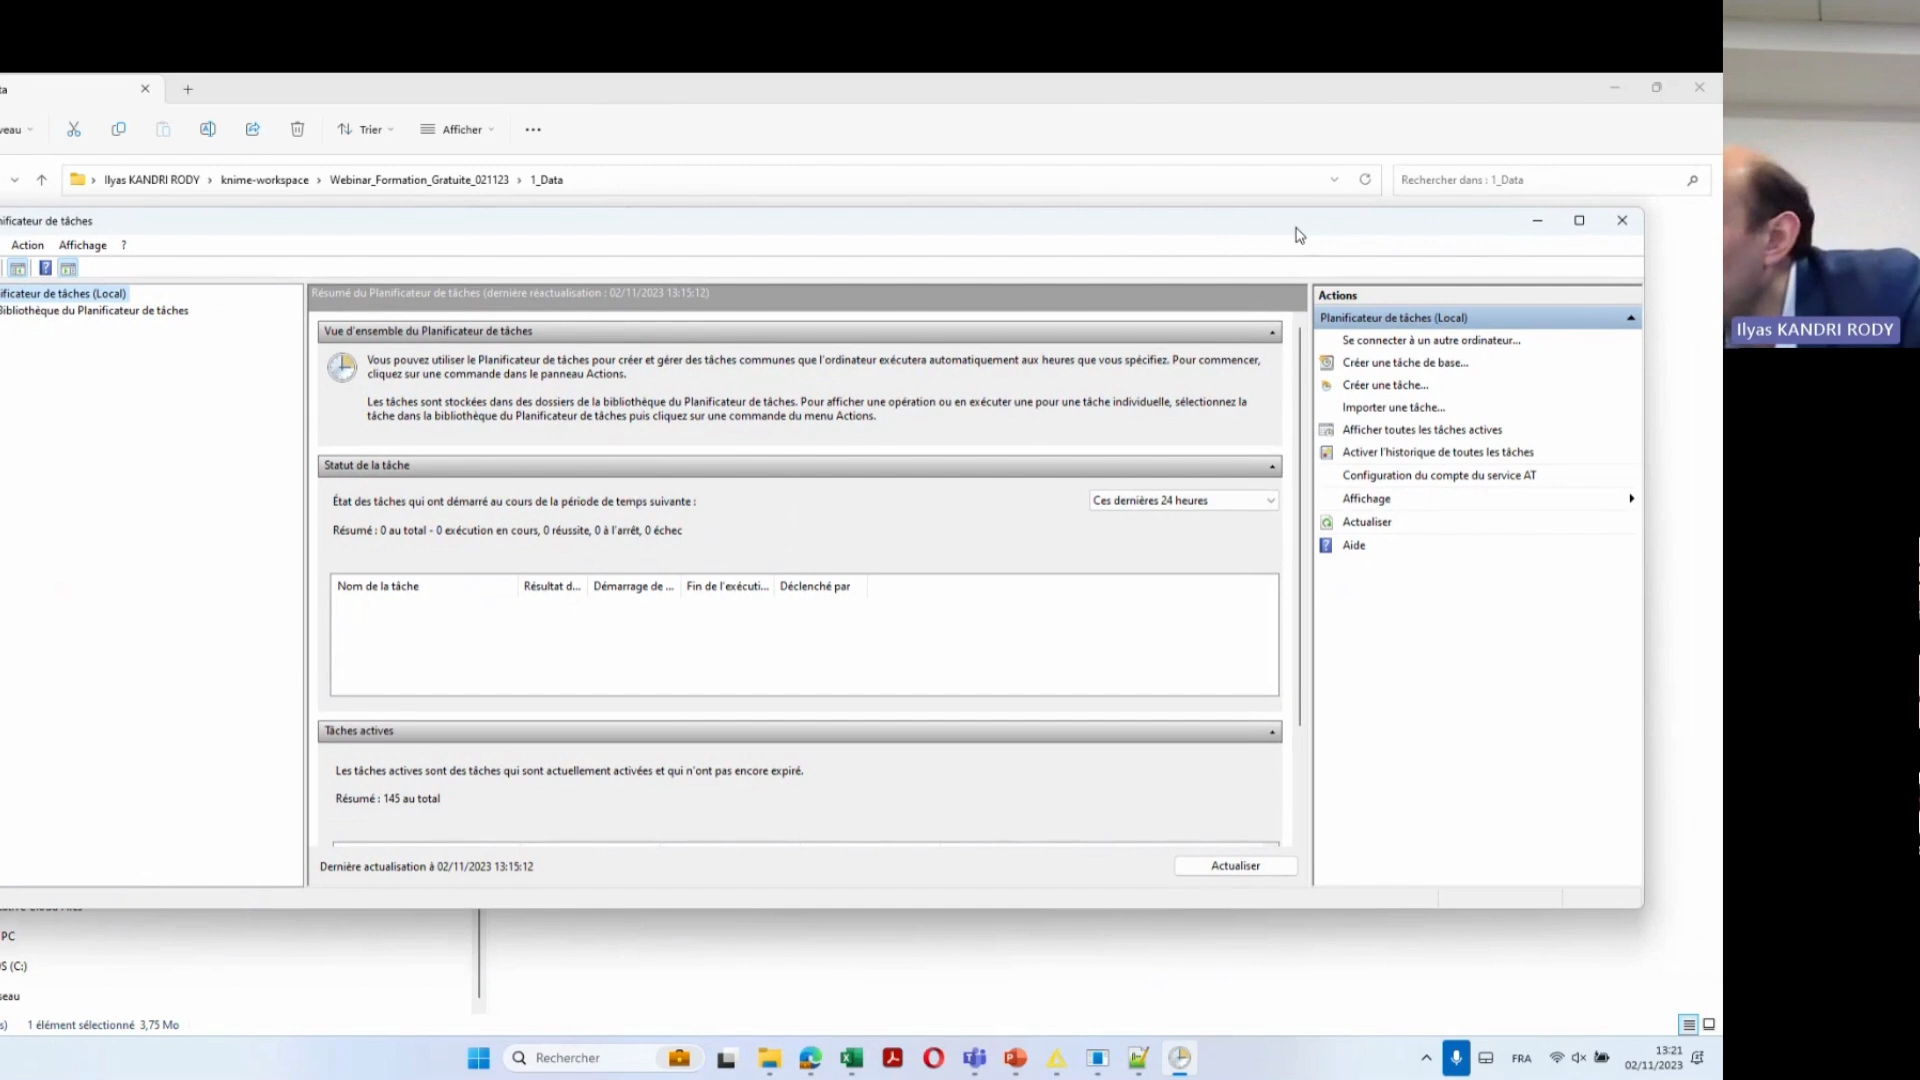 ta
veau
Trier
Afficher
Ilyas KANDRI RODY
knime-workspace
Webinar_Formation_Gratuite_021123
1_Data
Rechercher dans : 1_Data
nificateur de tâches
Action Affichage ?
ificateur de tâches (Local)
Bibliothèque du Planificateur de tâches
Résumé du Planificateur de tâches (dernière réactualisation : 02/11/2023 13:15:12)
Vue d'ensemble du Planificateur de tâches
Vous pouvez utiliser le Planificateur de tâches pour créer et gérer des tâches communes que l'ordinateur exécutera automatiquement aux heures que vous spécifiez. Pour commencer,
cliquez sur une commande dans le panneau Actions.
Les tâches sont stockées dans des dossiers de la bibliothèque du Planificateur de tâches. Pour afficher une opération ou en exécuter une pour une tâche individuelle, sélectionnez la
tâche dans la bibliothèque du Planificateur de tâches puis cliquez sur une commande du menu Actions.
Statut de la tâche
État des tâches qui ont démarré au cours de la période de temps suivante :
Ces dernières 24 heures
Résumé : 0 au total - 0 exécution en cours, 0 réussite, 0 à l'arrêt, 0 échec
Nom de la tâche Résultat d... Démarrage de ... Fin de l'exécuti... Déclenché par
Tâches actives
Les tâches actives sont des tâches qui sont actuellement activées et qui n'ont pas encore expiré.
Résumé : 145 au total
Dernière actualisation à 02/11/2023 13:15:12
Actualiser
Actions
Planificateur de tâches (Local)
Se connecter à un autre ordinateur...
Créer une tâche de base...
Créer une tâche...
Importer une tâche...
Afficher toutes les tâches actives
Activer l'historique de toutes les tâches
Configuration du compte du service AT
Affichage
Actualiser
Aide
Ilyas KANDRI RODY
PC
S (C:)
seau
s) 1 élément sélectionné 3,75 Mo
Rechercher
FRA
13:21
02/11/2023